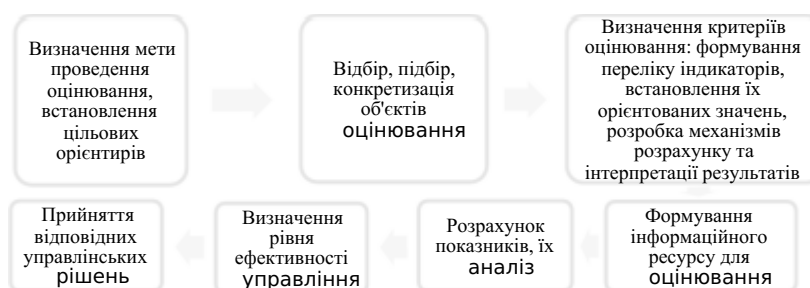 Визначення мети
проведення
оцінювання,
встановлення
цільових
орієнтирів
Відбір, підбір,
конкретизація
об'єктів
оцінювання
Визначення критеріїв
оцінювання: формування
переліку індикаторів,
встановлення їх
орієнтованих значень,
розробка механізмів
розрахунку та
інтерпретації результатів
Формування
інформаційного
ресурсу для
оцінювання
Розрахунок
показників, їх
аналіз
Визначення
рівня
ефективності
управління
Прийняття
відповідних
управлінських
рішень